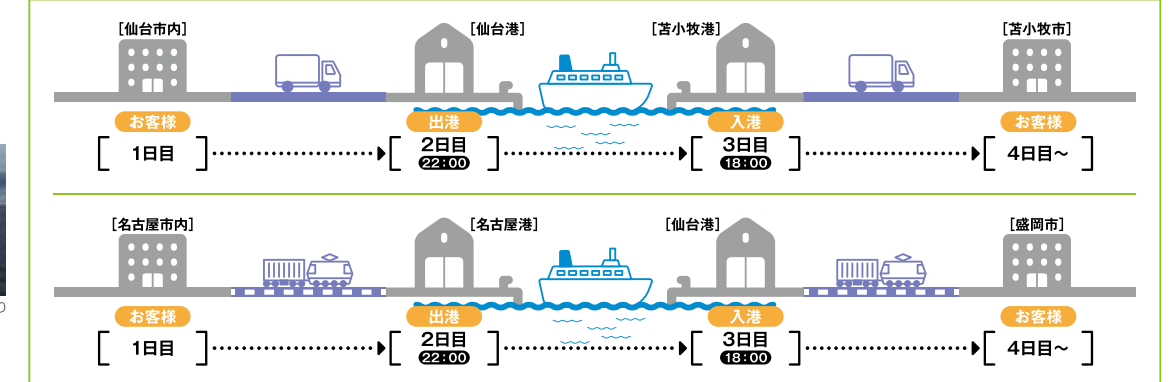 [仙台市内]
[仙台港]
[苫小牧港]
[苫小牧市]
お客様
出港
入港
お客様
1日目
2日目
22:00
3日目
18:00
4日目～
[名古屋市内]
[名古屋港]
[仙台港]
[盛岡市]
お客様
出港
入港
お客様
1日目
2日目
22:00
3日目
18:00
4日目～